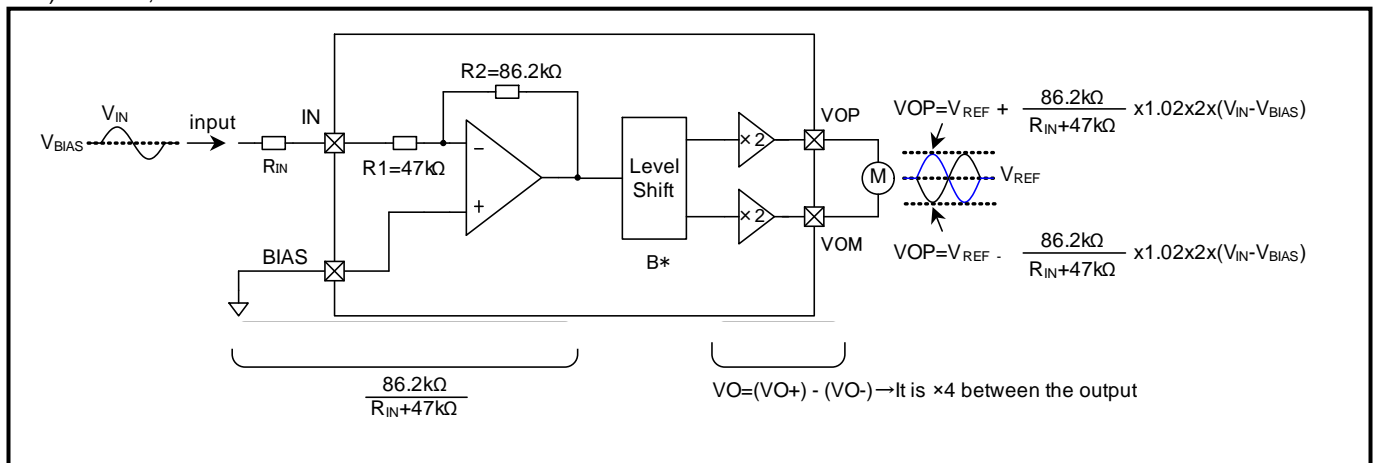 R2=86.2kΩ
VIN
VBIAS
input
RIN
IN
R1=47kΩ
−
+
BIAS
Level
Shift
B*
×2
×2
VOP
VOM
M
VOP=VREF + 86.2kΩ / RIN+47kΩ x1.02x2x(VIN-VBIAS)
VREF
VOP=VREF - 86.2kΩ / RIN+47kΩ x1.02x2x(VIN-VBIAS)
86.2kΩ
RIN+47kΩ
VO=(VO+) - (VO-)→It is ×4 between the output